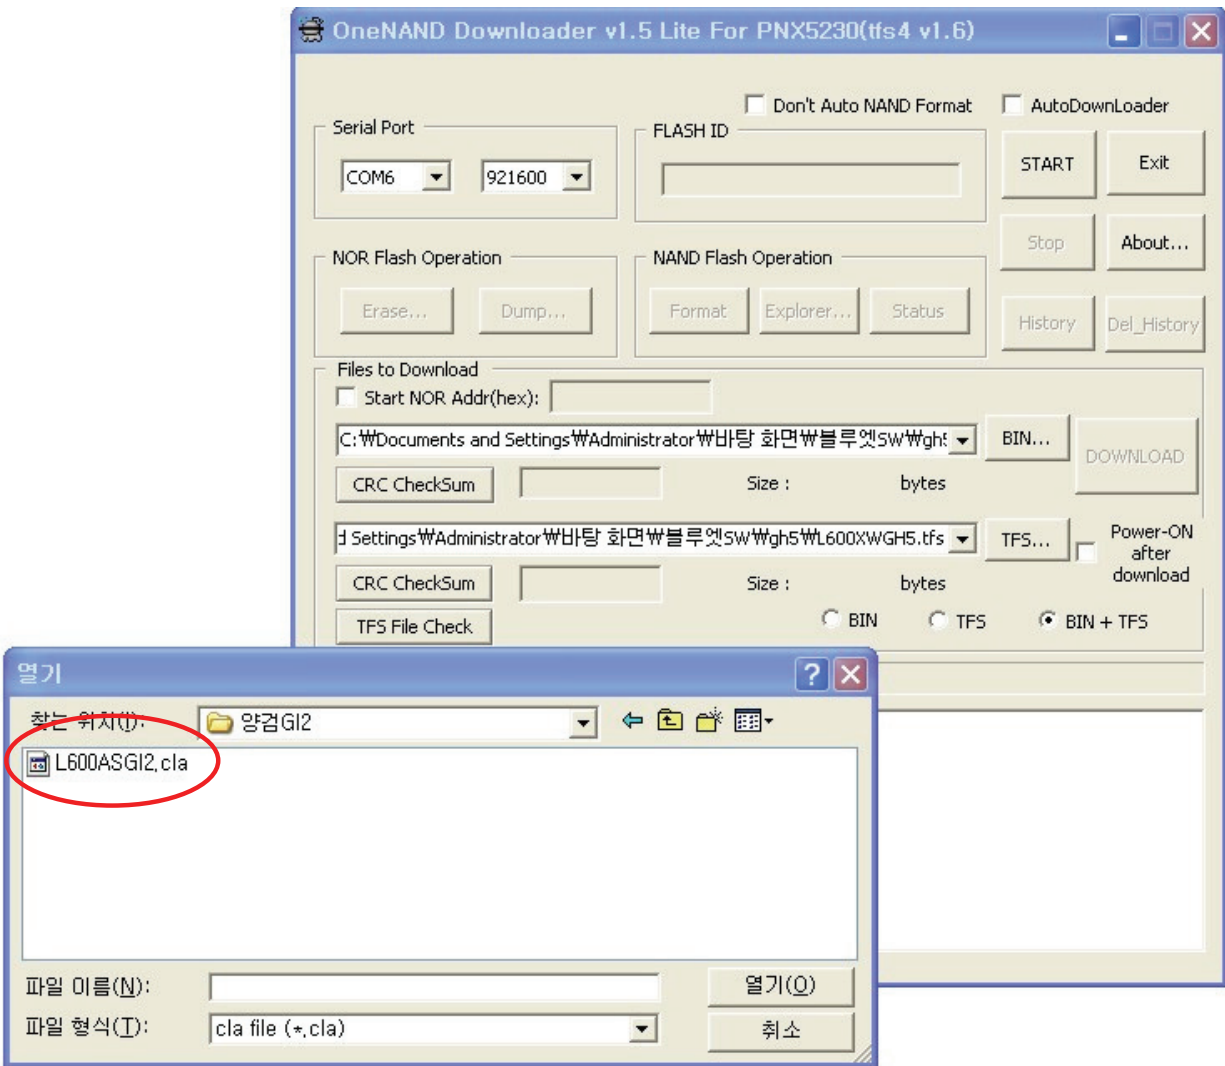 OneNAND Downloader v1.5 Lite For PNX5230(tfs4 v1.6)
Don't Auto NAND Format
AutoDownLoader
Serial Port
FLASH ID
COM6
921600
START
Exit
Stop
About...
NOR Flash Operation
NAND Flash Operation
Erase...
Dump...
Format
Explorer...
Status
History
Del_History
Files to Download
Start NOR Addr(hex):
C:₩Documents and Settings₩Administrator₩바탕 화면₩블루엣SW₩gh5
BIN...
DOWNLOAD
CRC CheckSum
Size :
bytes
d Settings₩Administrator₩바탕 화면₩블루엣SW₩gh5₩L600XWGH5.tfs
TFS...
Power-ON
after
download
CRC CheckSum
Size :
bytes
TFS File Check
BIN
TFS
BIN + TFS
열기
찾는 위치(I):
양검GI2
L600ASGI2.cla
파일 이름(N):
열기(O)
파일 형식(T):
cla file (*.cla)
취소